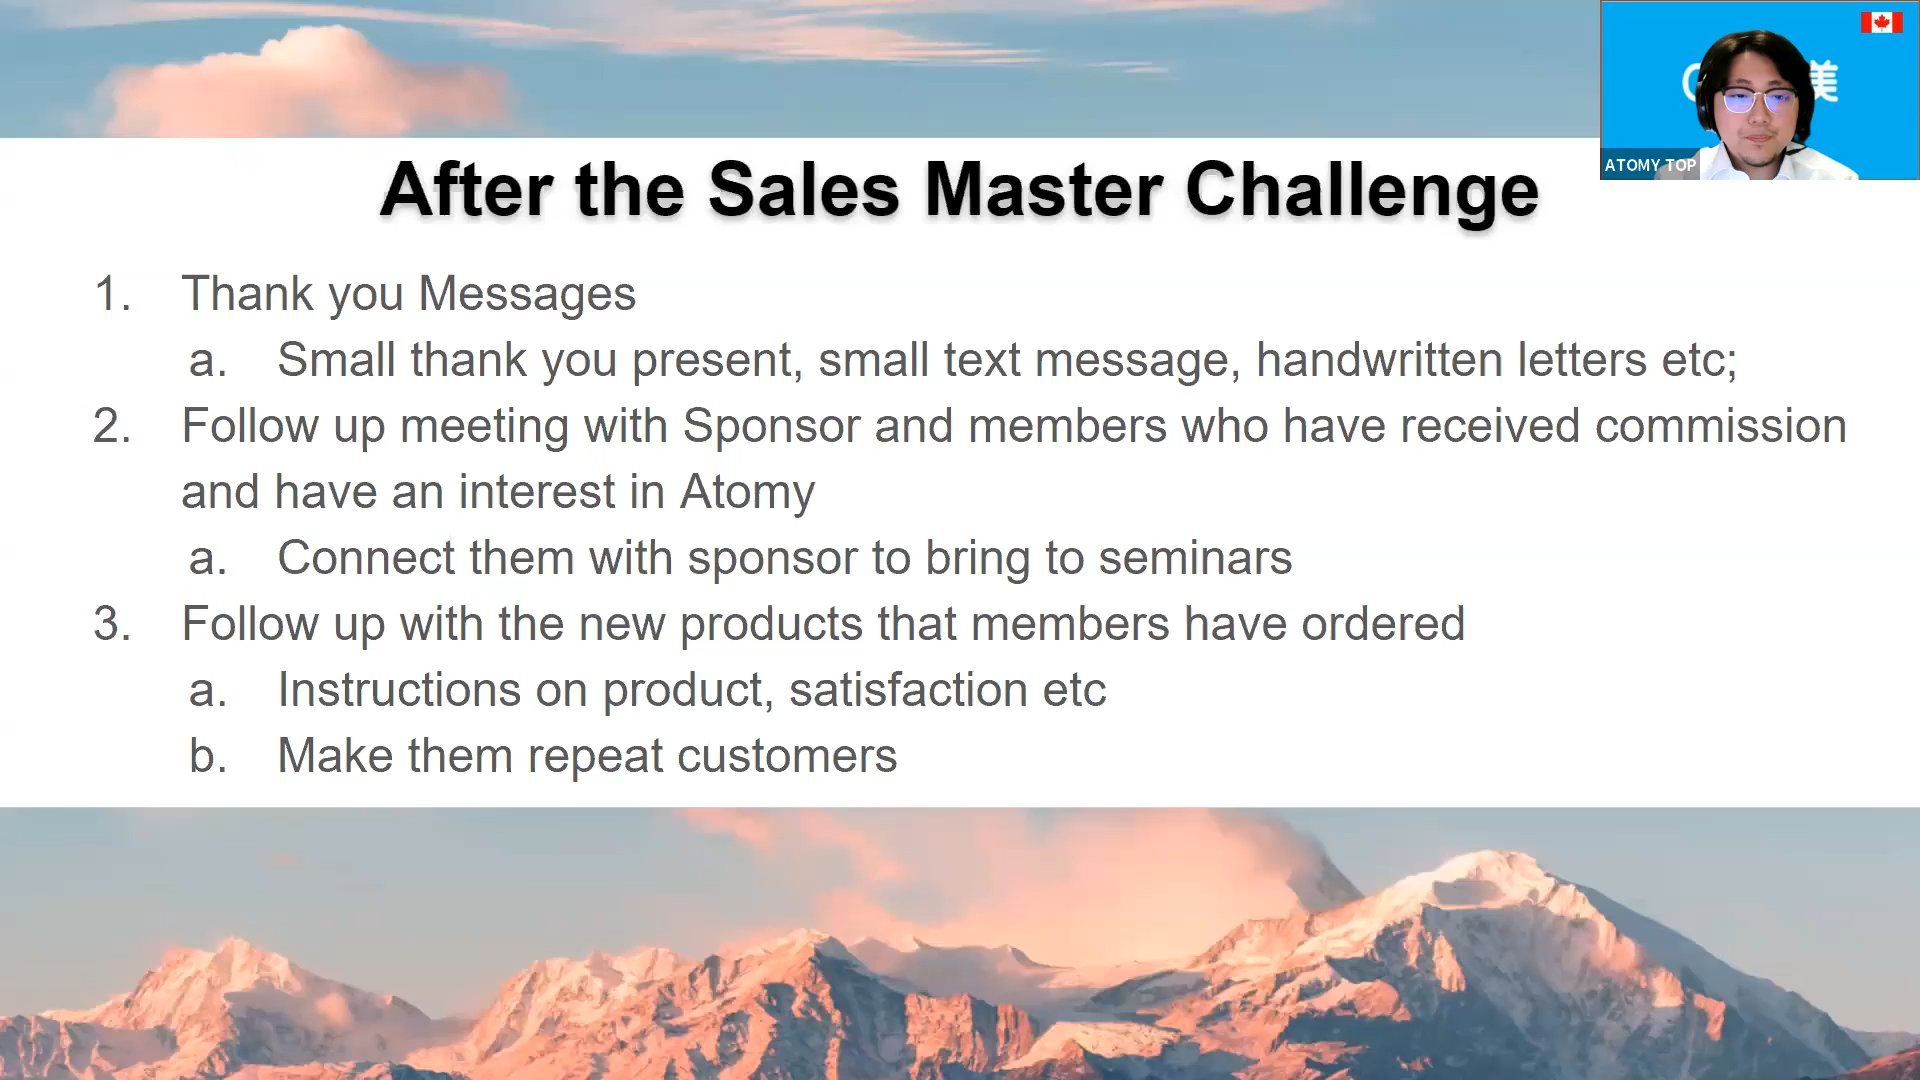 After the Sales Master Challenge
1. Thank you Messages
a. Small thank you present, small text message, handwritten letters etc;
2. Follow up meeting with Sponsor and members who have received commission
and have an interest in Atomy
a. Connect them with sponsor to bring to seminars
3. Follow up with the new products that members have ordered
a. Instructions on product, satisfaction etc
b. Make them repeat customers
美
ATOMY TOP